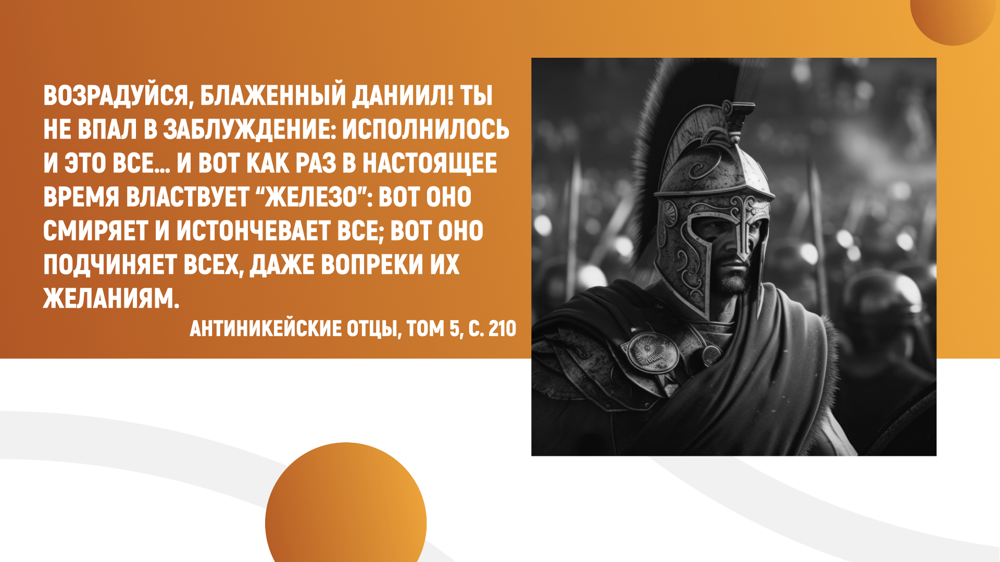 ВОЗРАДУЙСЯ, БЛАЖЕННЫЙ ДАНИИЛ! ТЫ
НЕ ВПАЛ В ЗАБЛУЖДЕНИЕ: ИСПОЛНИЛОСЬ
И ЭТО ВСЕ... И ВОТ КАК РАЗ В НАСТОЯЩЕЕ
ВРЕМЯ ВЛАСТВУЕТ “ЖЕЛЕЗО”: ВОТ ОНО
СМИРЯЕТ И ИСТОНЧЕВАЕТ ВСЕ; ВОТ ОНО
ПОДЧИНЯЕТ ВСЕХ, ДАЖЕ ВОПРЕКИ ИХ
ЖЕЛАНИЯМ.
АНТИНИКЕЙСКИЕ ОТЦЫ, ТОМ 5, С. 210